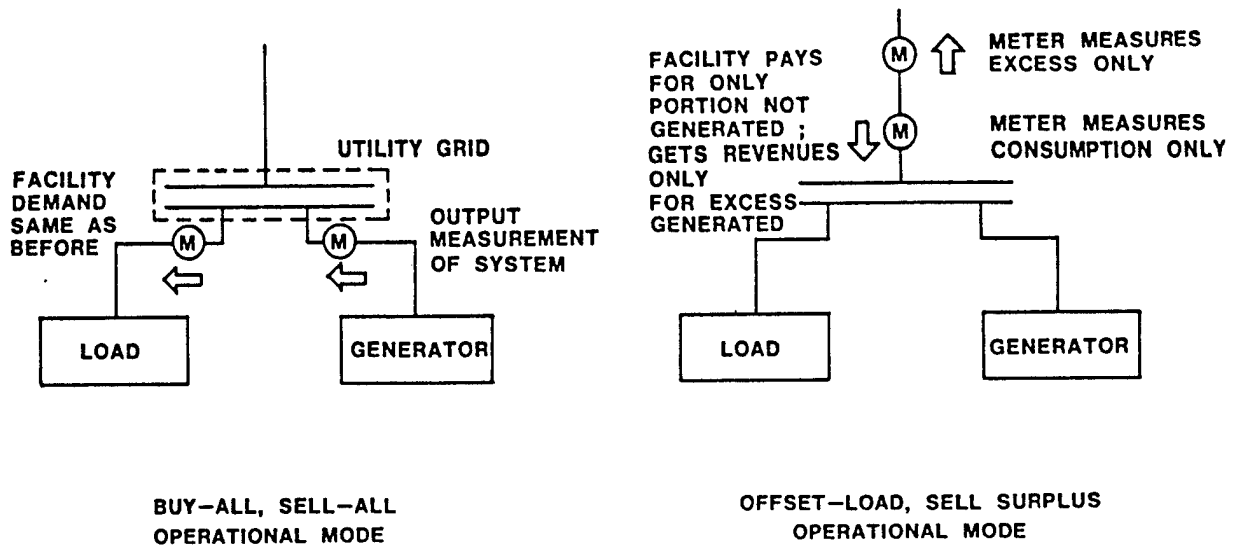 UTILITY GRID
FACILITY
DEMAND
SAME AS
BEFORE
M
M
OUTPUT
MEASUREMENT
OF SYSTEM
LOAD
GENERATOR
BUY-ALL, SELL-ALL
OPERATIONAL MODE
FACILITY PAYS
FOR ONLY
PORTION NOT
GENERATED ;
GETS REVENUES
ONLY
FOR EXCESS
GENERATED
M
METER MEASURES
EXCESS ONLY
M
METER MEASURES
CONSUMPTION ONLY
LOAD
GENERATOR
OFFSET-LOAD, SELL SURPLUS
OPERATIONAL MODE